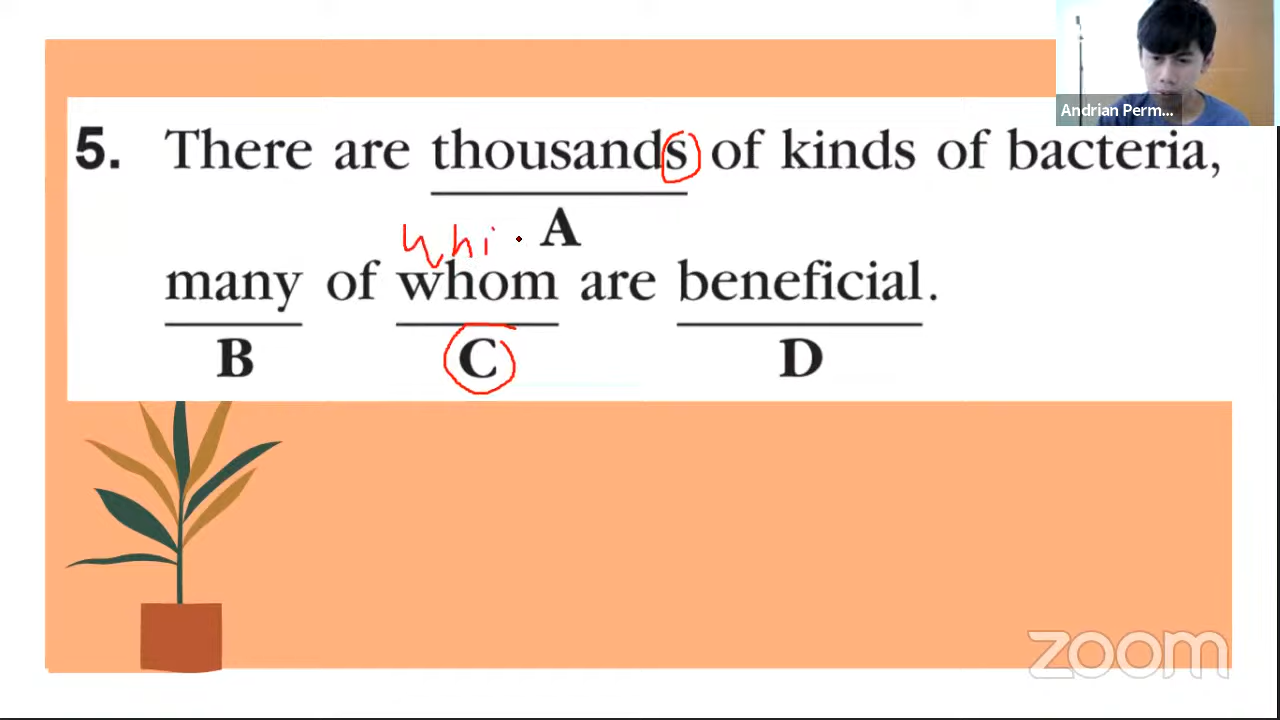 Andrian Perm...
5. There are thousands of kinds of bacteria,
A
Whi
many of whom are beneficial.
B C D
zoom